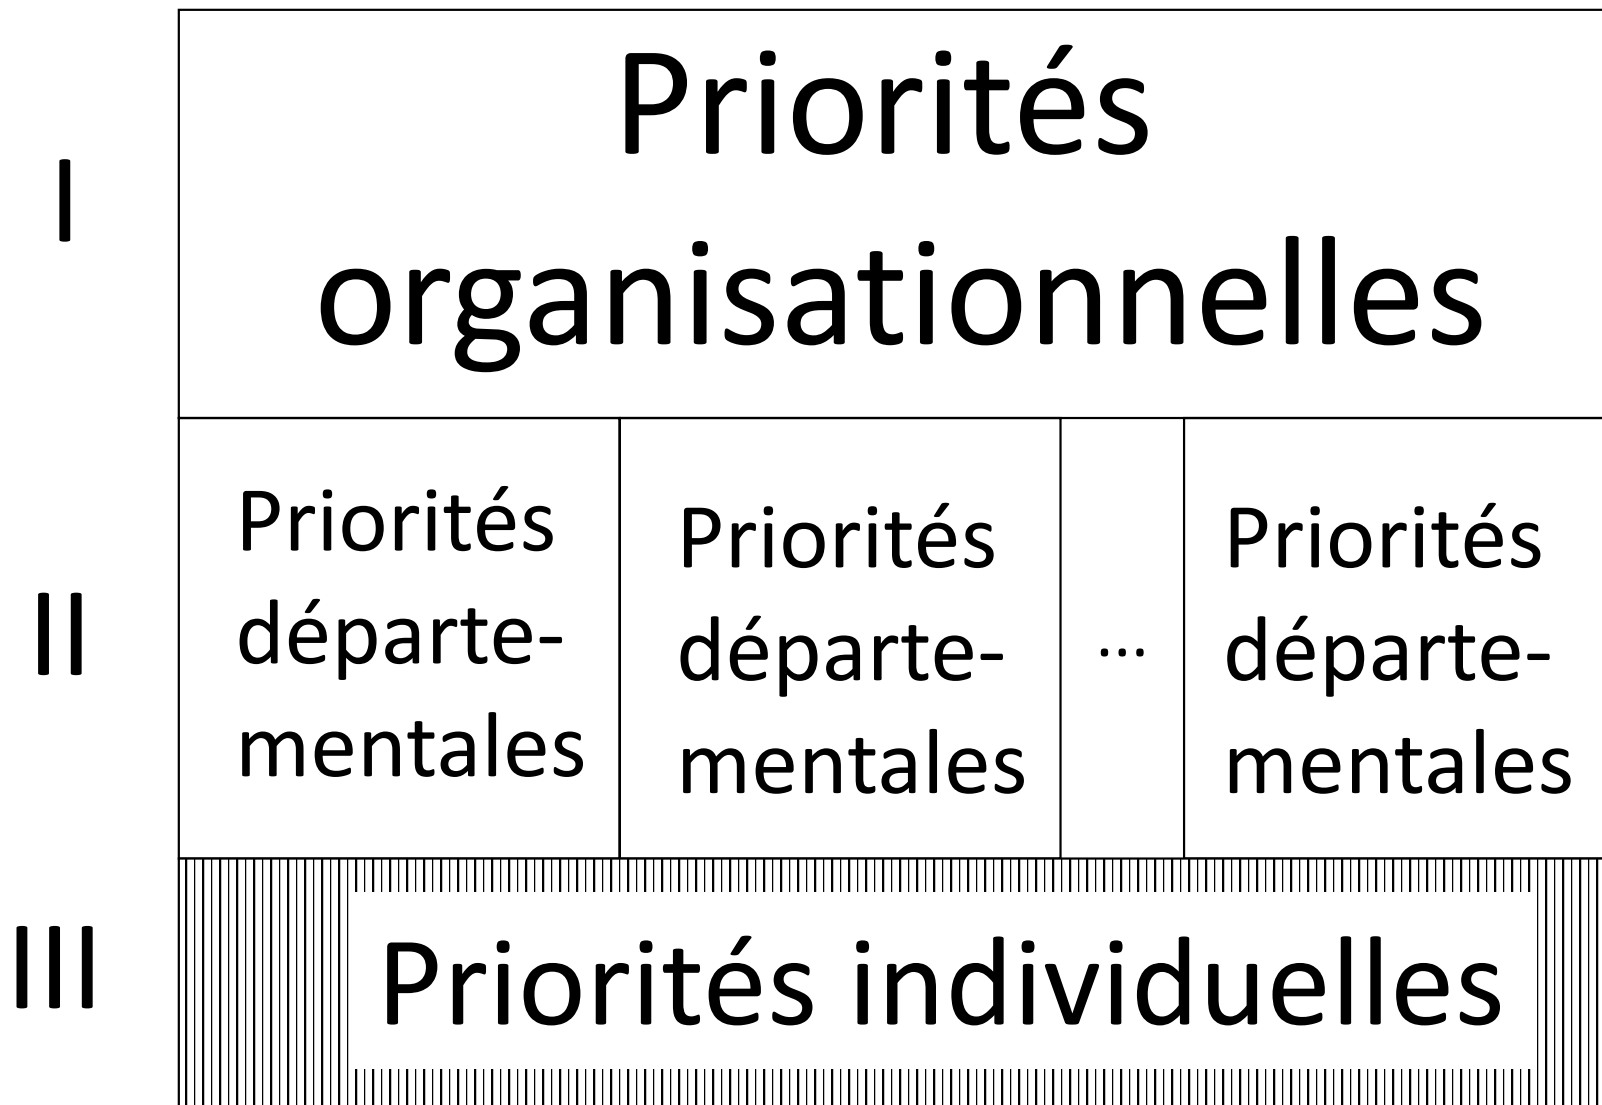 I
Priorités
organisationnelles
II
Priorités
départe-
mentales
Priorités
départe-
mentales
...
Priorités
départe-
mentales
III
Priorités individuelles